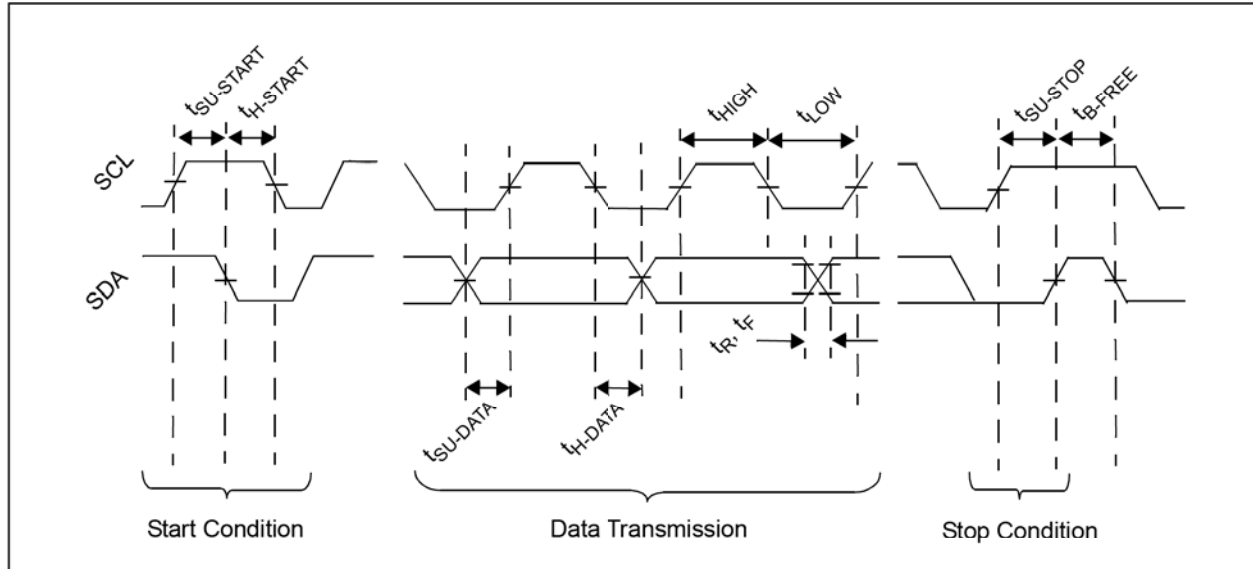 tSU-START
tH-START
tHIGH
tLOW
tSU-STOP
tB-FREE
SCL
SDA
tR, tF
tSU-DATA
tH-DATA
Start Condition
Data Transmission
Stop Condition